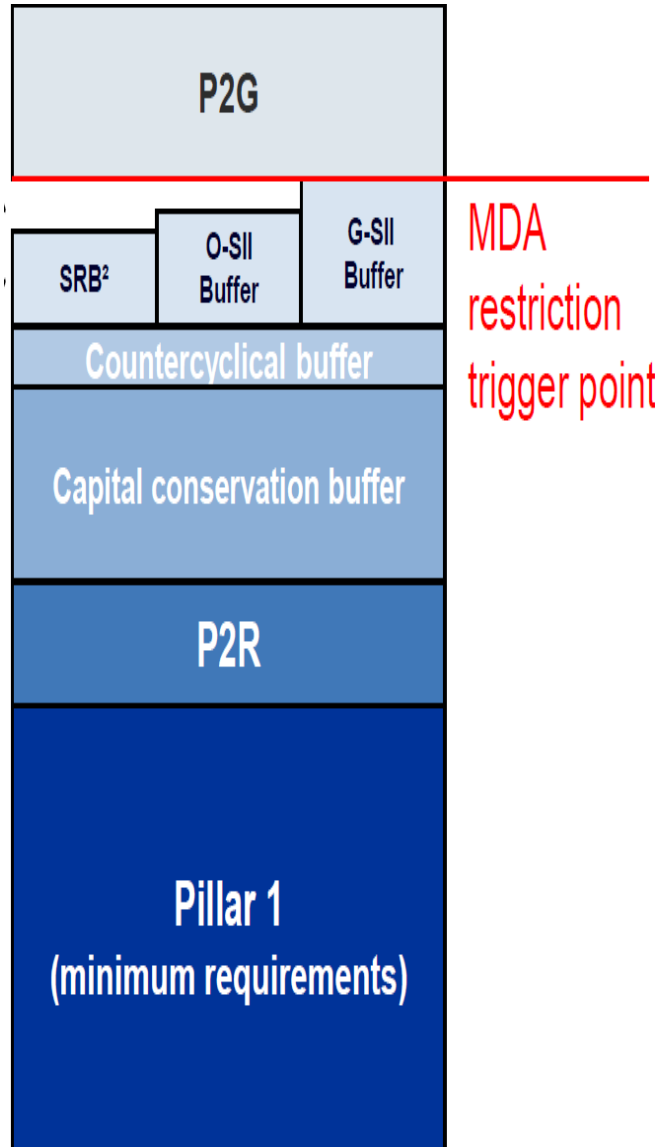 P2G
MDA
restriction
trigger point
SRB²
O-SII
Buffer
G-SII
Buffer
Countercyclical buffer
Capital conservation buffer
P2R
Pillar 1
(minimum requirements)